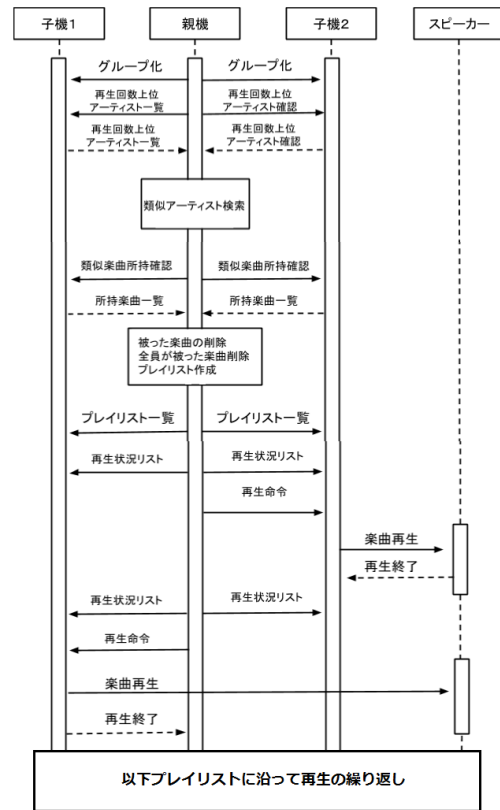 子機１
親機
子機２
スピーカー
グループ化
グループ化
再生回数上位
アーティスト一覧
再生回数上位
アーティスト確認
再生回数上位
アーティスト一覧
再生回数上位
アーティスト確認
類似アーティスト検索
類似楽曲所持確認
類似楽曲所持確認
所持楽曲一覧
所持楽曲一覧
被った楽曲の削除
全員が被った楽曲削除
プレイリスト作成
プレイリスト一覧
プレイリスト一覧
再生状況リスト
再生状況リスト
再生命令
楽曲再生
再生終了
再生状況リスト
再生状況リスト
再生命令
楽曲再生
再生終了
以下プレイリストに沿って再生の繰り返し